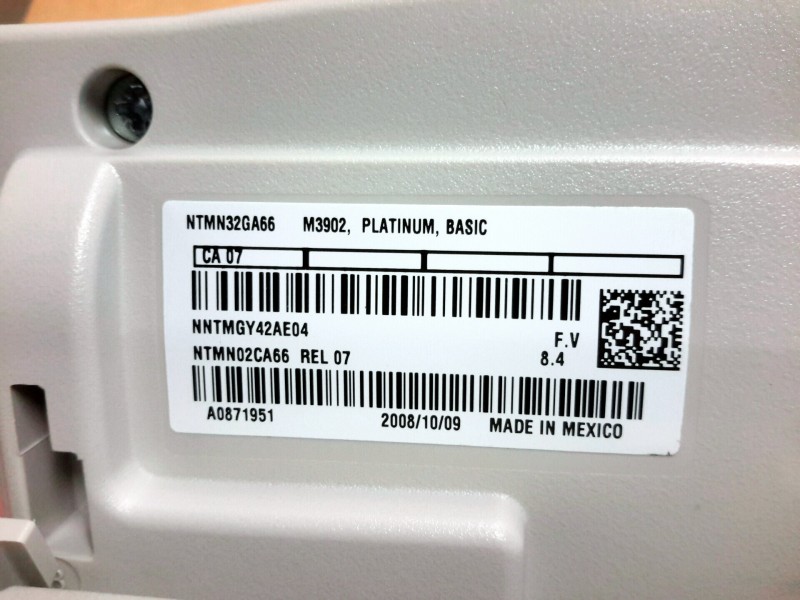 NTMN32GA66 M3902, PLATINUM, BASIC
CA 07
NNTMGY42AE04
F.V
NTMN02CA66 REL 07 8.4
A0871951 2008/10/09 MADE IN MEXICO